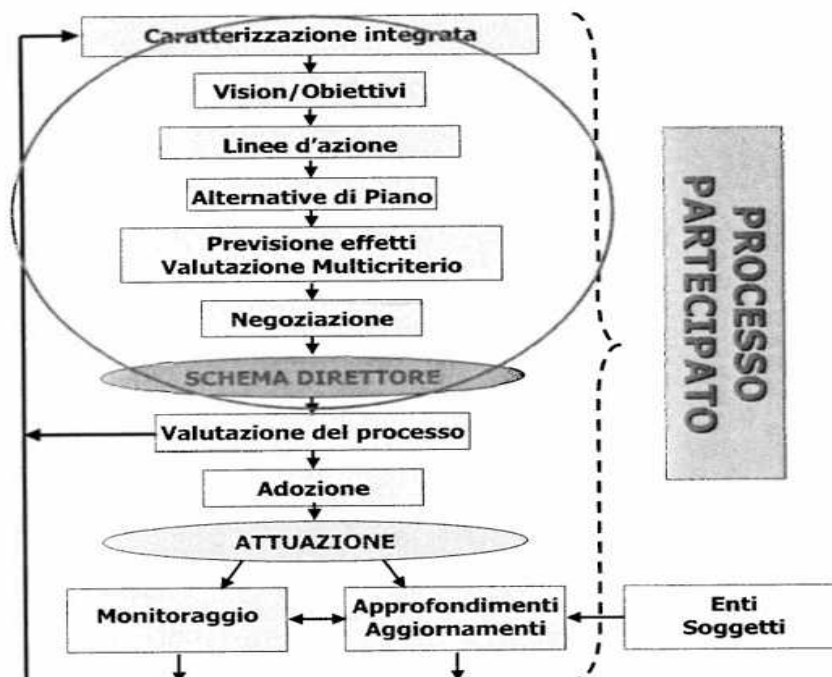 Caratterizzazione integrata
Vision/Obiettivi
Linee d'azione
Alternative di Piano
Previsione effetti
Valutazione Multicriterio
Negoziazione
SCHEMA DIRETTORE
Valutazione del processo
Adozione
ATTUAZIONE
Monitoraggio
Approfondimenti
Aggiornamenti
Enti
Soggetti
PROCESSO
PARTECIPATO